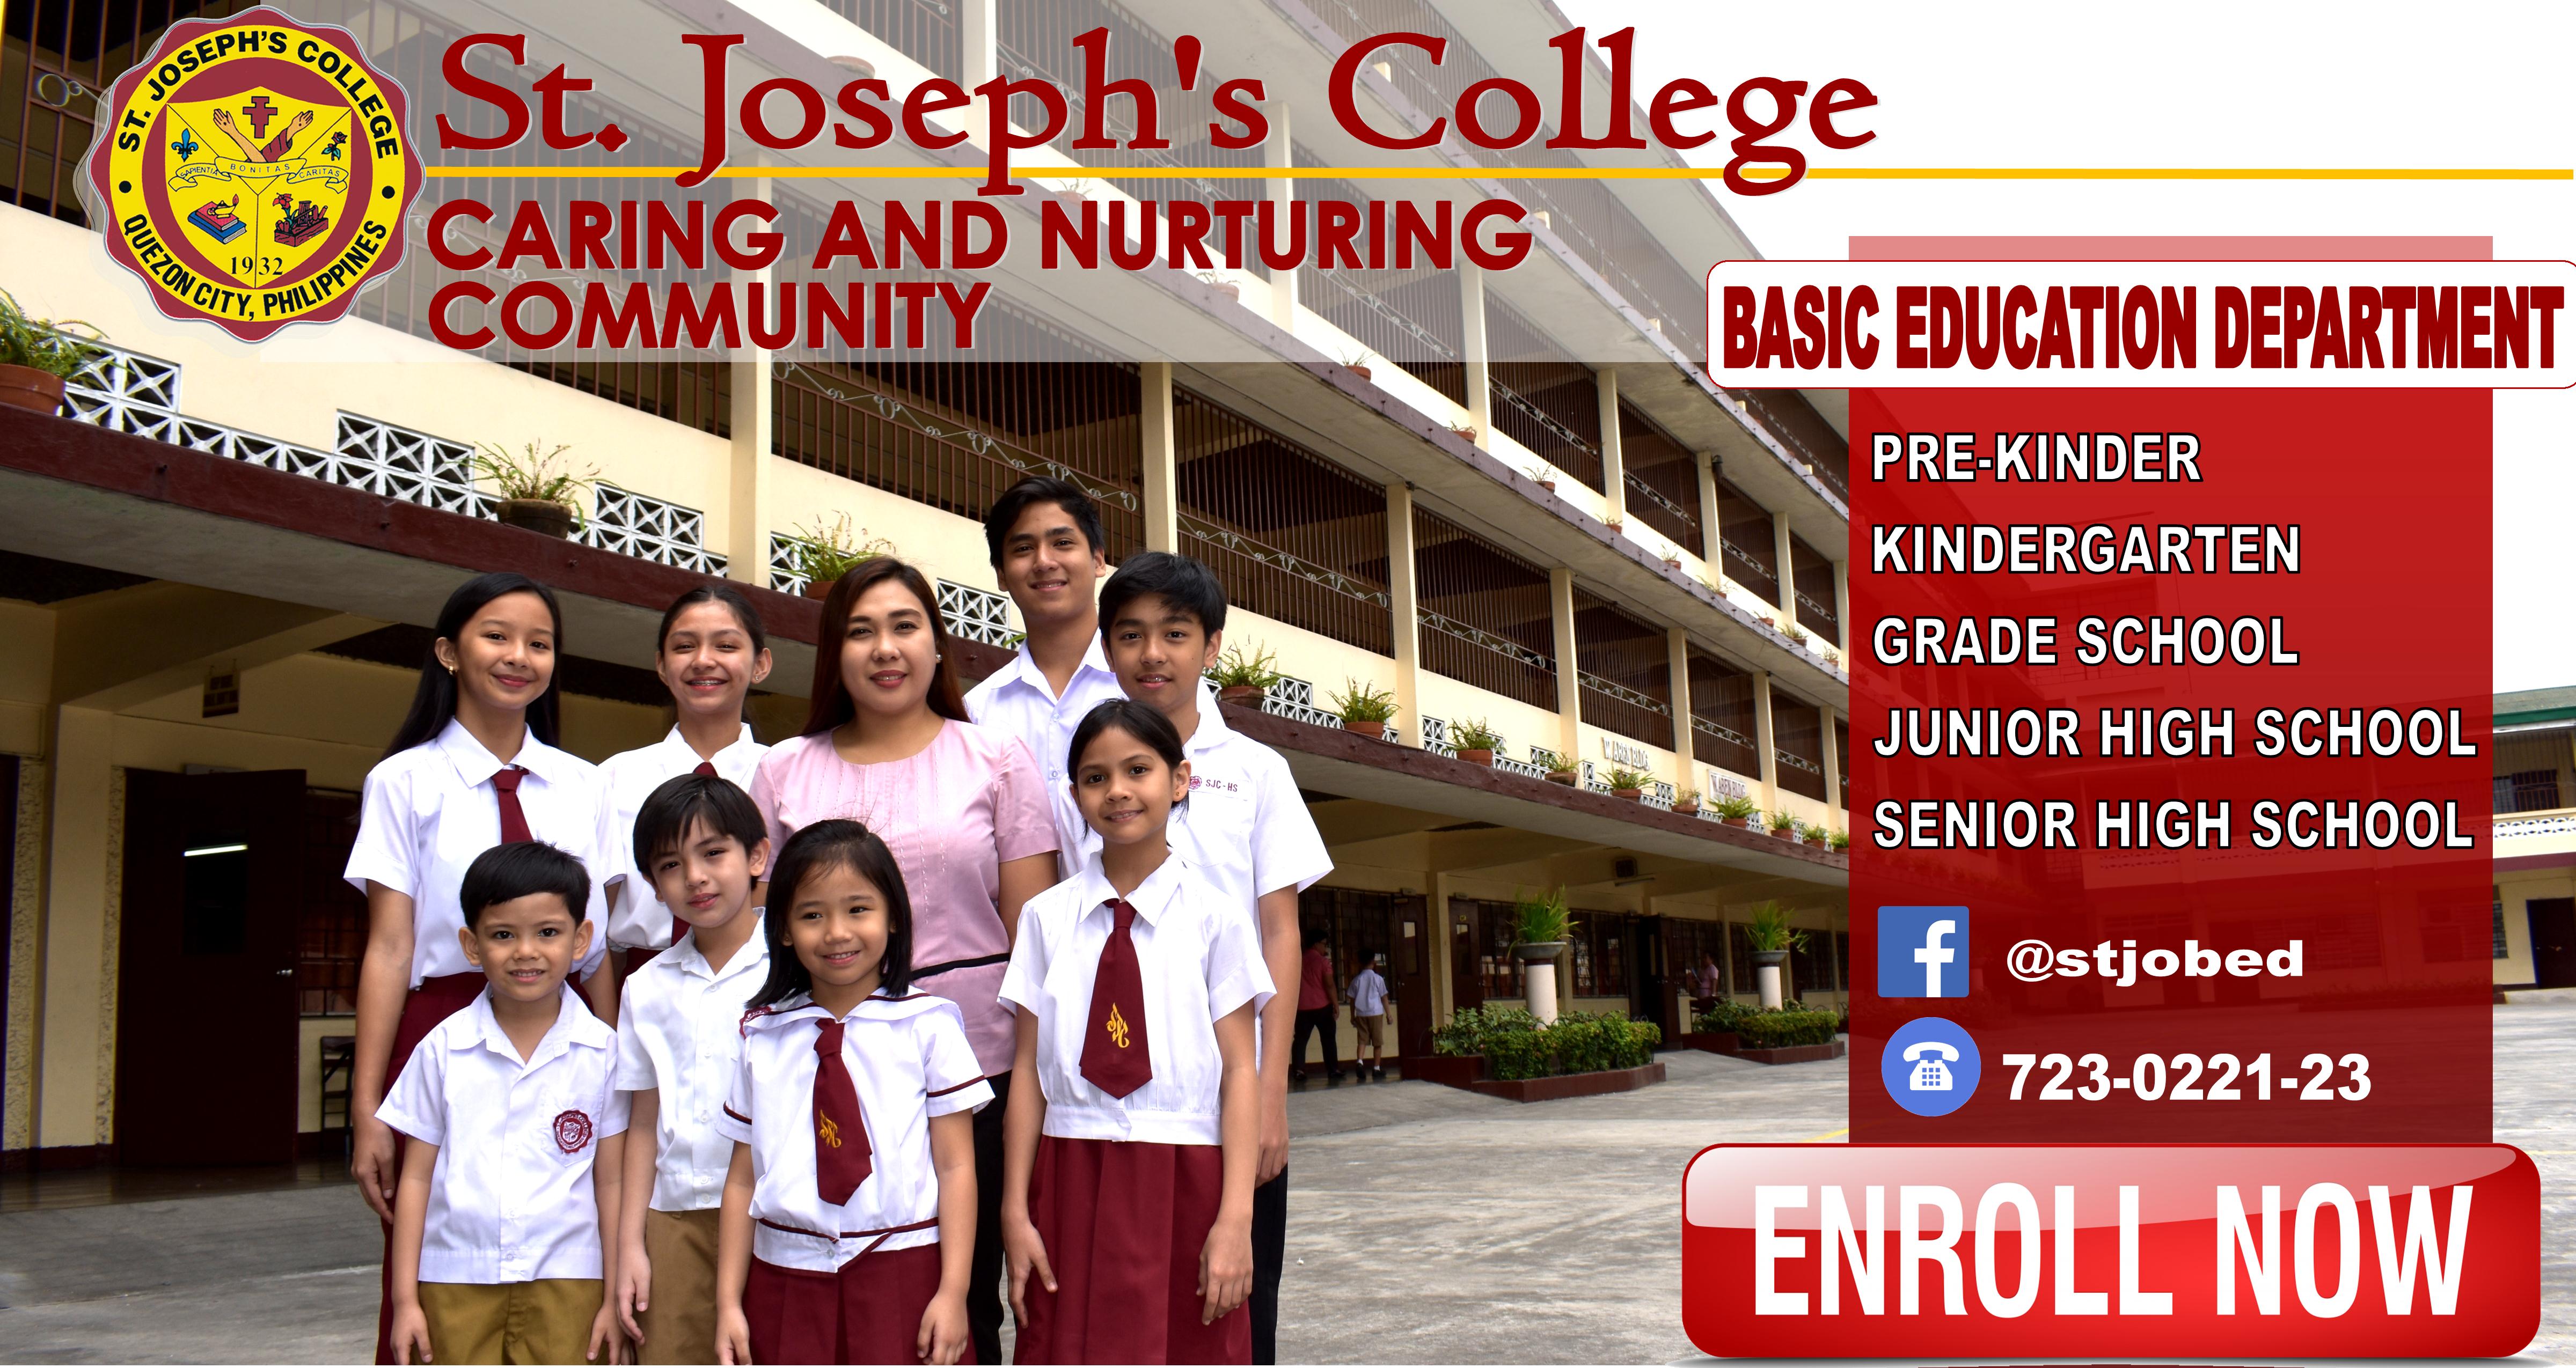 ST. JOSEPH'S COLLEGE
SAPIENTIA BONITAS CARITAS
1932
QUEZON CITY, PHILIPPINES
St. Joseph's College
CARING AND NURTURING
COMMUNITY
BASIC EDUCATION DEPARTMENT
PRE-KINDER
KINDERGARTEN
GRADE SCHOOL
JUNIOR HIGH SCHOOL
SENIOR HIGH SCHOOL
@stjobed
723-0221-23
ENROLL NOW
SJC-HS